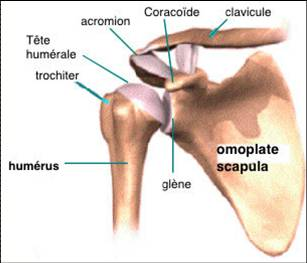 Coracoïde
clavicule
acromion
Tête
humérale
trochiter
humérus
omoplate
scapula
glène